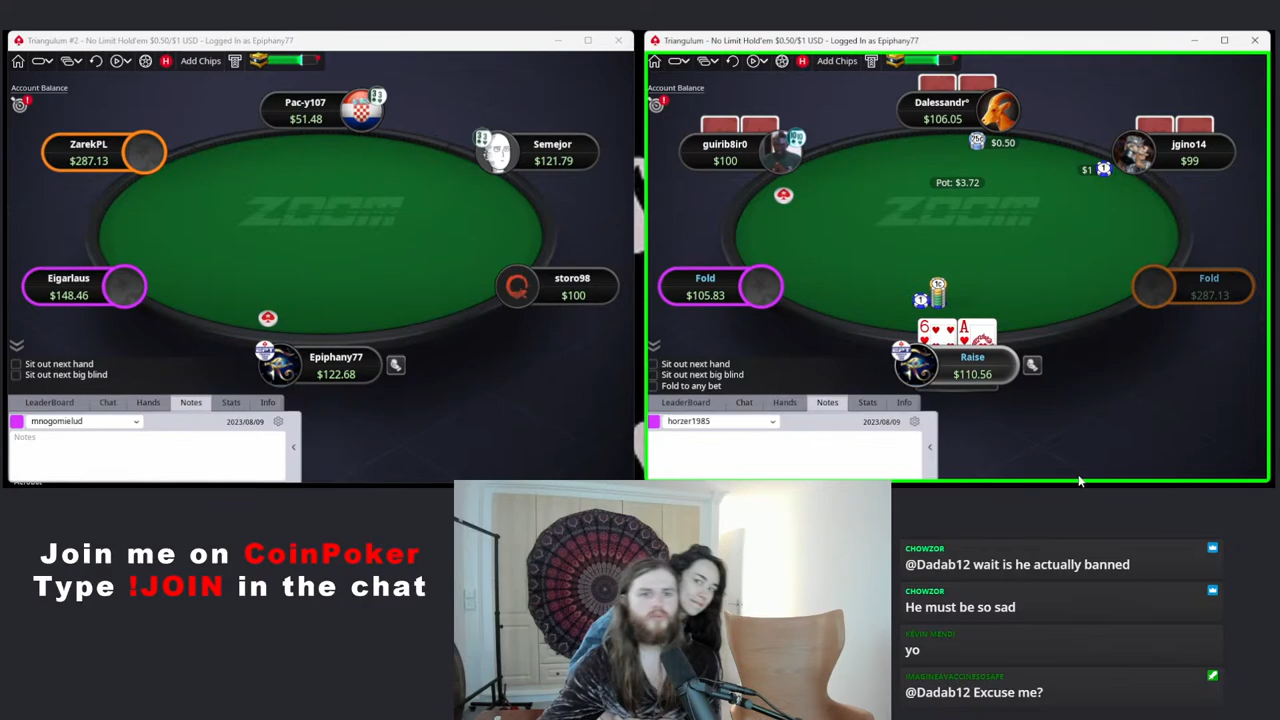 Triangulum #2 - No Limit Hold'em $0.50/$1 USD - Logged In as Epiphany77
Add Chips
Account Balance
Pac-y107
$51.48
ZarekPL
$287.13
Semejor
$121.79
ZOOM
Eigarlaus
$148.46
storo98
$100
Epiphany77
$122.68
Sit out next hand
Sit out next big blind
LeaderBoard
Chat
Hands
Notes
Stats
Info
mnogomielud
2023/08/09
Notes
Triangulum - No Limit Hold'em $0.50/$1 USD - Logged In as Epiphany77
Add Chips
Account Balance
Dalessandrº
$106.05
guirib8ir0
$100
jgino14
$99
$0.50
$1
Pot: $3.72
ZOOM
Fold
$105.83
Fold
$287.13
6
A
Raise
$110.56
Sit out next hand
Sit out next big blind
Fold to any bet
LeaderBoard
Chat
Hands
Notes
Stats
Info
horzer1985
2023/08/09
Join me on CoinPoker
Type !JOIN in the chat
CHOWZOR
@Dadab12 wait is he actually banned
CHOWZOR
He must be so sad
KEVIN MENDI
yo
IMAGINEAVACCINESOSAFE
@Dadab12 Excuse me?